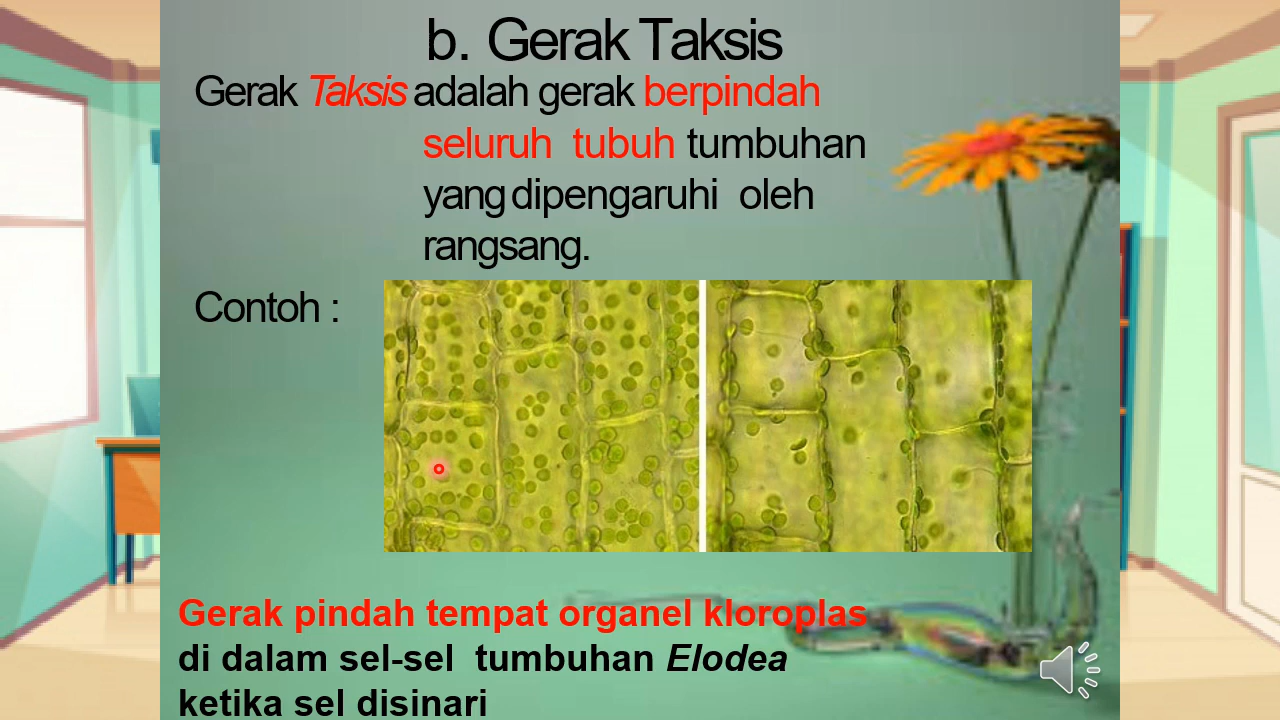 b. Gerak Taksis
Gerak Taksis adalah gerak berpindah
seluruh tubuh tumbuhan
yang dipengaruhi oleh
rangsang.
Contoh :
Gerak pindah tempat organel kloroplas
di dalam sel-sel tumbuhan Elodea
ketika sel disinari